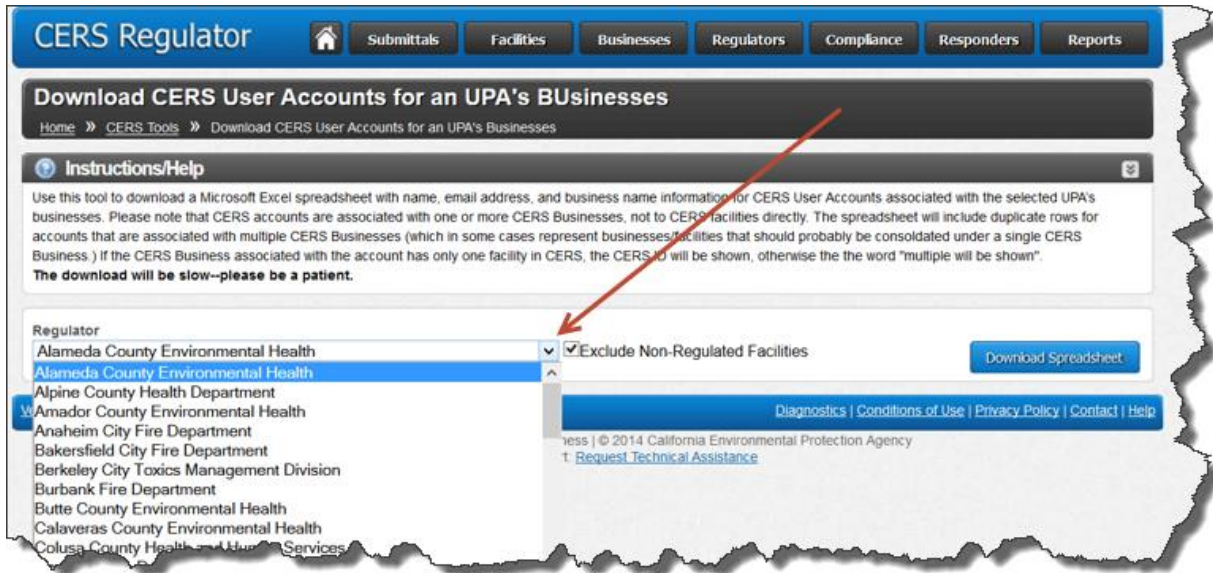 CERS Regulator
Submittals
Facilities
Businesses
Regulators
Compliance
Responders
Reports
Download CERS User Accounts for an UPA's BUsinesses
Home » CERS Tools » Download CERS User Accounts for an UPA's Businesses
Instructions/Help
Use this tool to download a Microsoft Excel spreadsheet with name, email address, and business name information for CERS User Accounts associated with the selected UPA's
businesses. Please note that CERS accounts are associated with one or more CERS Businesses, not to CERS facilities directly. The spreadsheet will include duplicate rows for
accounts that are associated with multiple CERS Businesses (which in some cases represent businesses/facilities that should probably be consoldated under a single CERS
Business.) If the CERS Business associated with the account has only one facility in CERS, the CERS ID will be shown, otherwise the the word "multiple will be shown".
The download will be slow--please be a patient.
Regulator
Alameda County Environmental Health
Exclude Non-Regulated Facilities
Download Spreadsheet
Alameda County Environmental Health
Alpine County Health Department
Amador County Environmental Health
Anaheim City Fire Department
Bakersfield City Fire Department
Berkeley City Toxics Management Division
Burbank Fire Department
Butte County Environmental Health
Calaveras County Environmental Health
Colusa County Health and Human Services
Diagnostics | Conditions of Use | Privacy Policy | Contact | Help
| © 2014 California Environmental Protection Agency
Request Technical Assistance